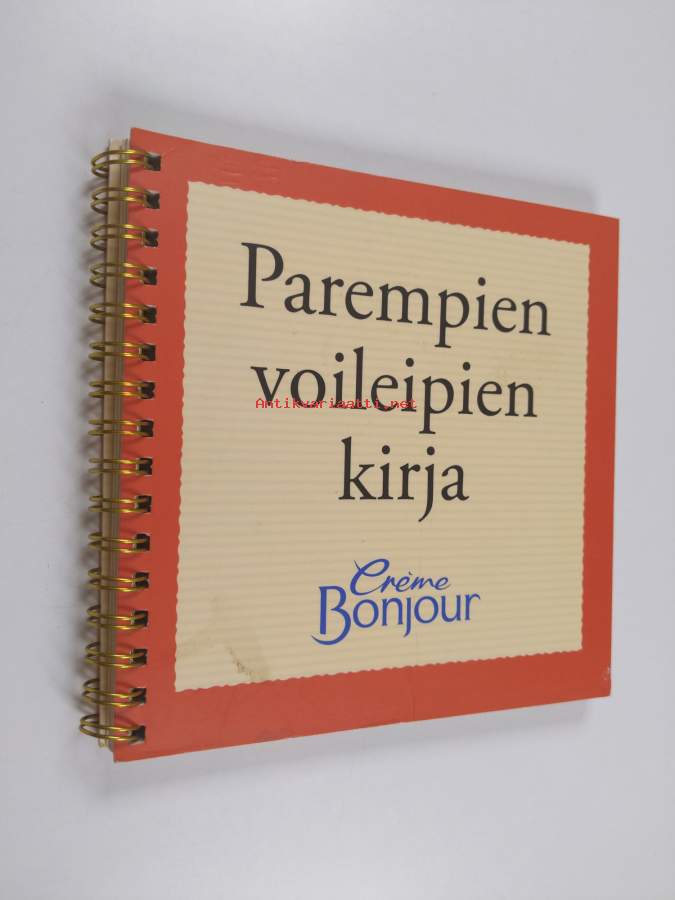 Parempien
voileipien
Antikvariaatti.net
kirja
Crème
Bonjour